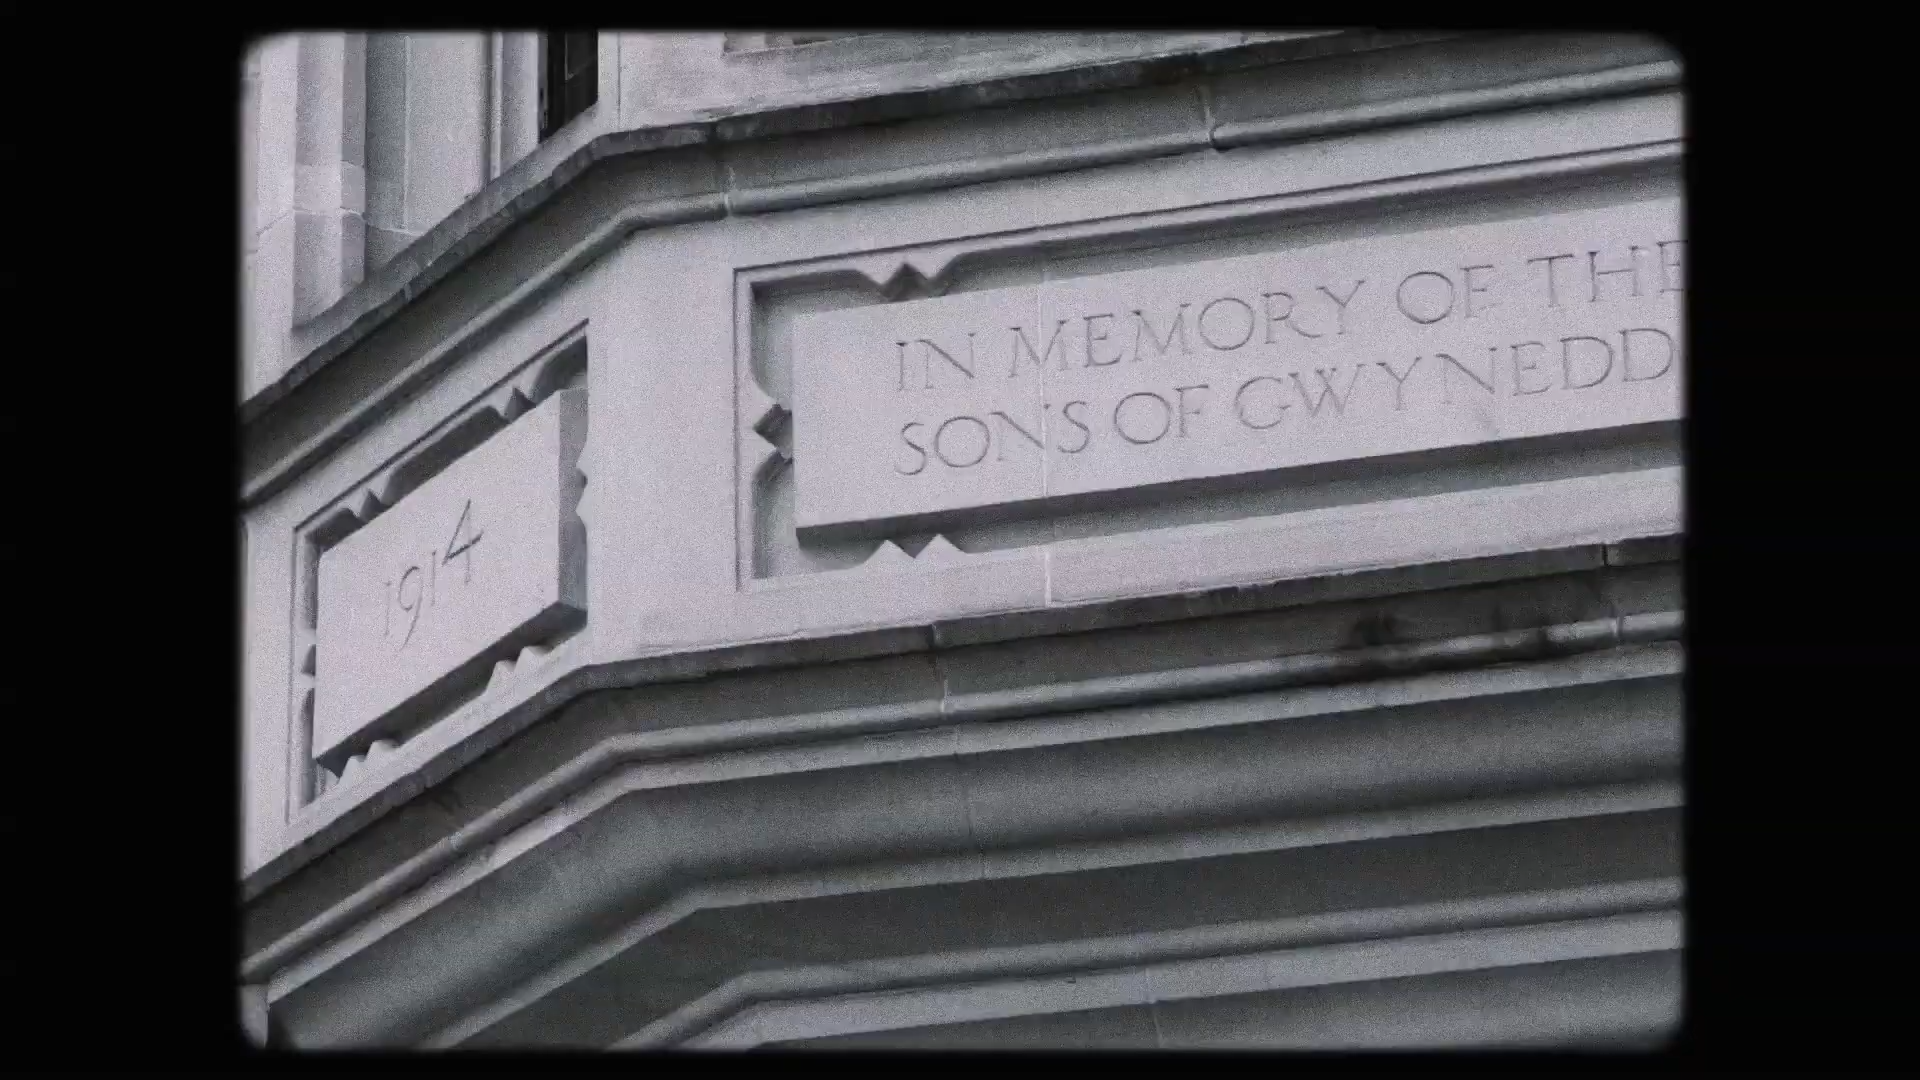 1914
IN MEMORY OF THE
SONS OF GWYNEDD